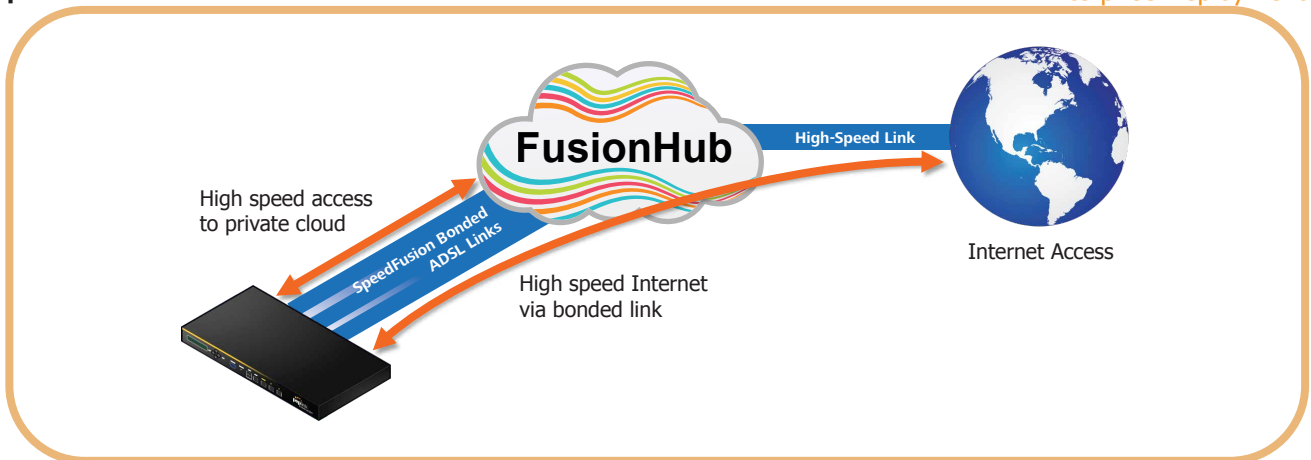 FusionHub
High-Speed Link
High speed access
to private cloud
SpeedFusion Bonded
ADSL Links
Internet Access
High speed Internet
via bonded link